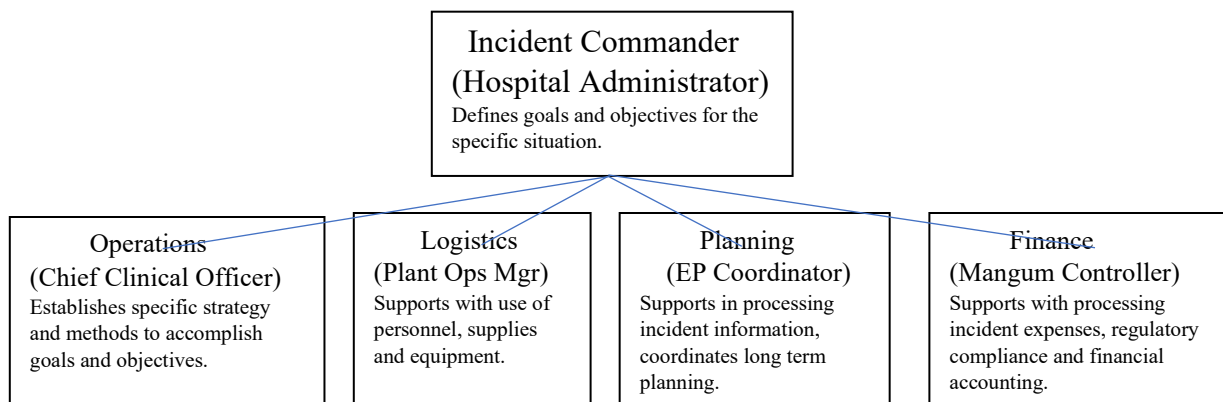 Incident Commander
(Hospital Administrator)
Defines goals and objectives for the
specific situation.
Operations
(Chief Clinical Officer)
Establishes specific strategy
and methods to accomplish
goals and objectives.
Logistics
(Plant Ops Mgr)
Supports with use of
personnel, supplies
and equipment.
Planning
(EP Coordinator)
Supports in processing
incident information,
coordinates long term
planning.
Finance
(Mangum Controller)
Supports with processing
incident expenses, regulatory
compliance and financial
accounting.